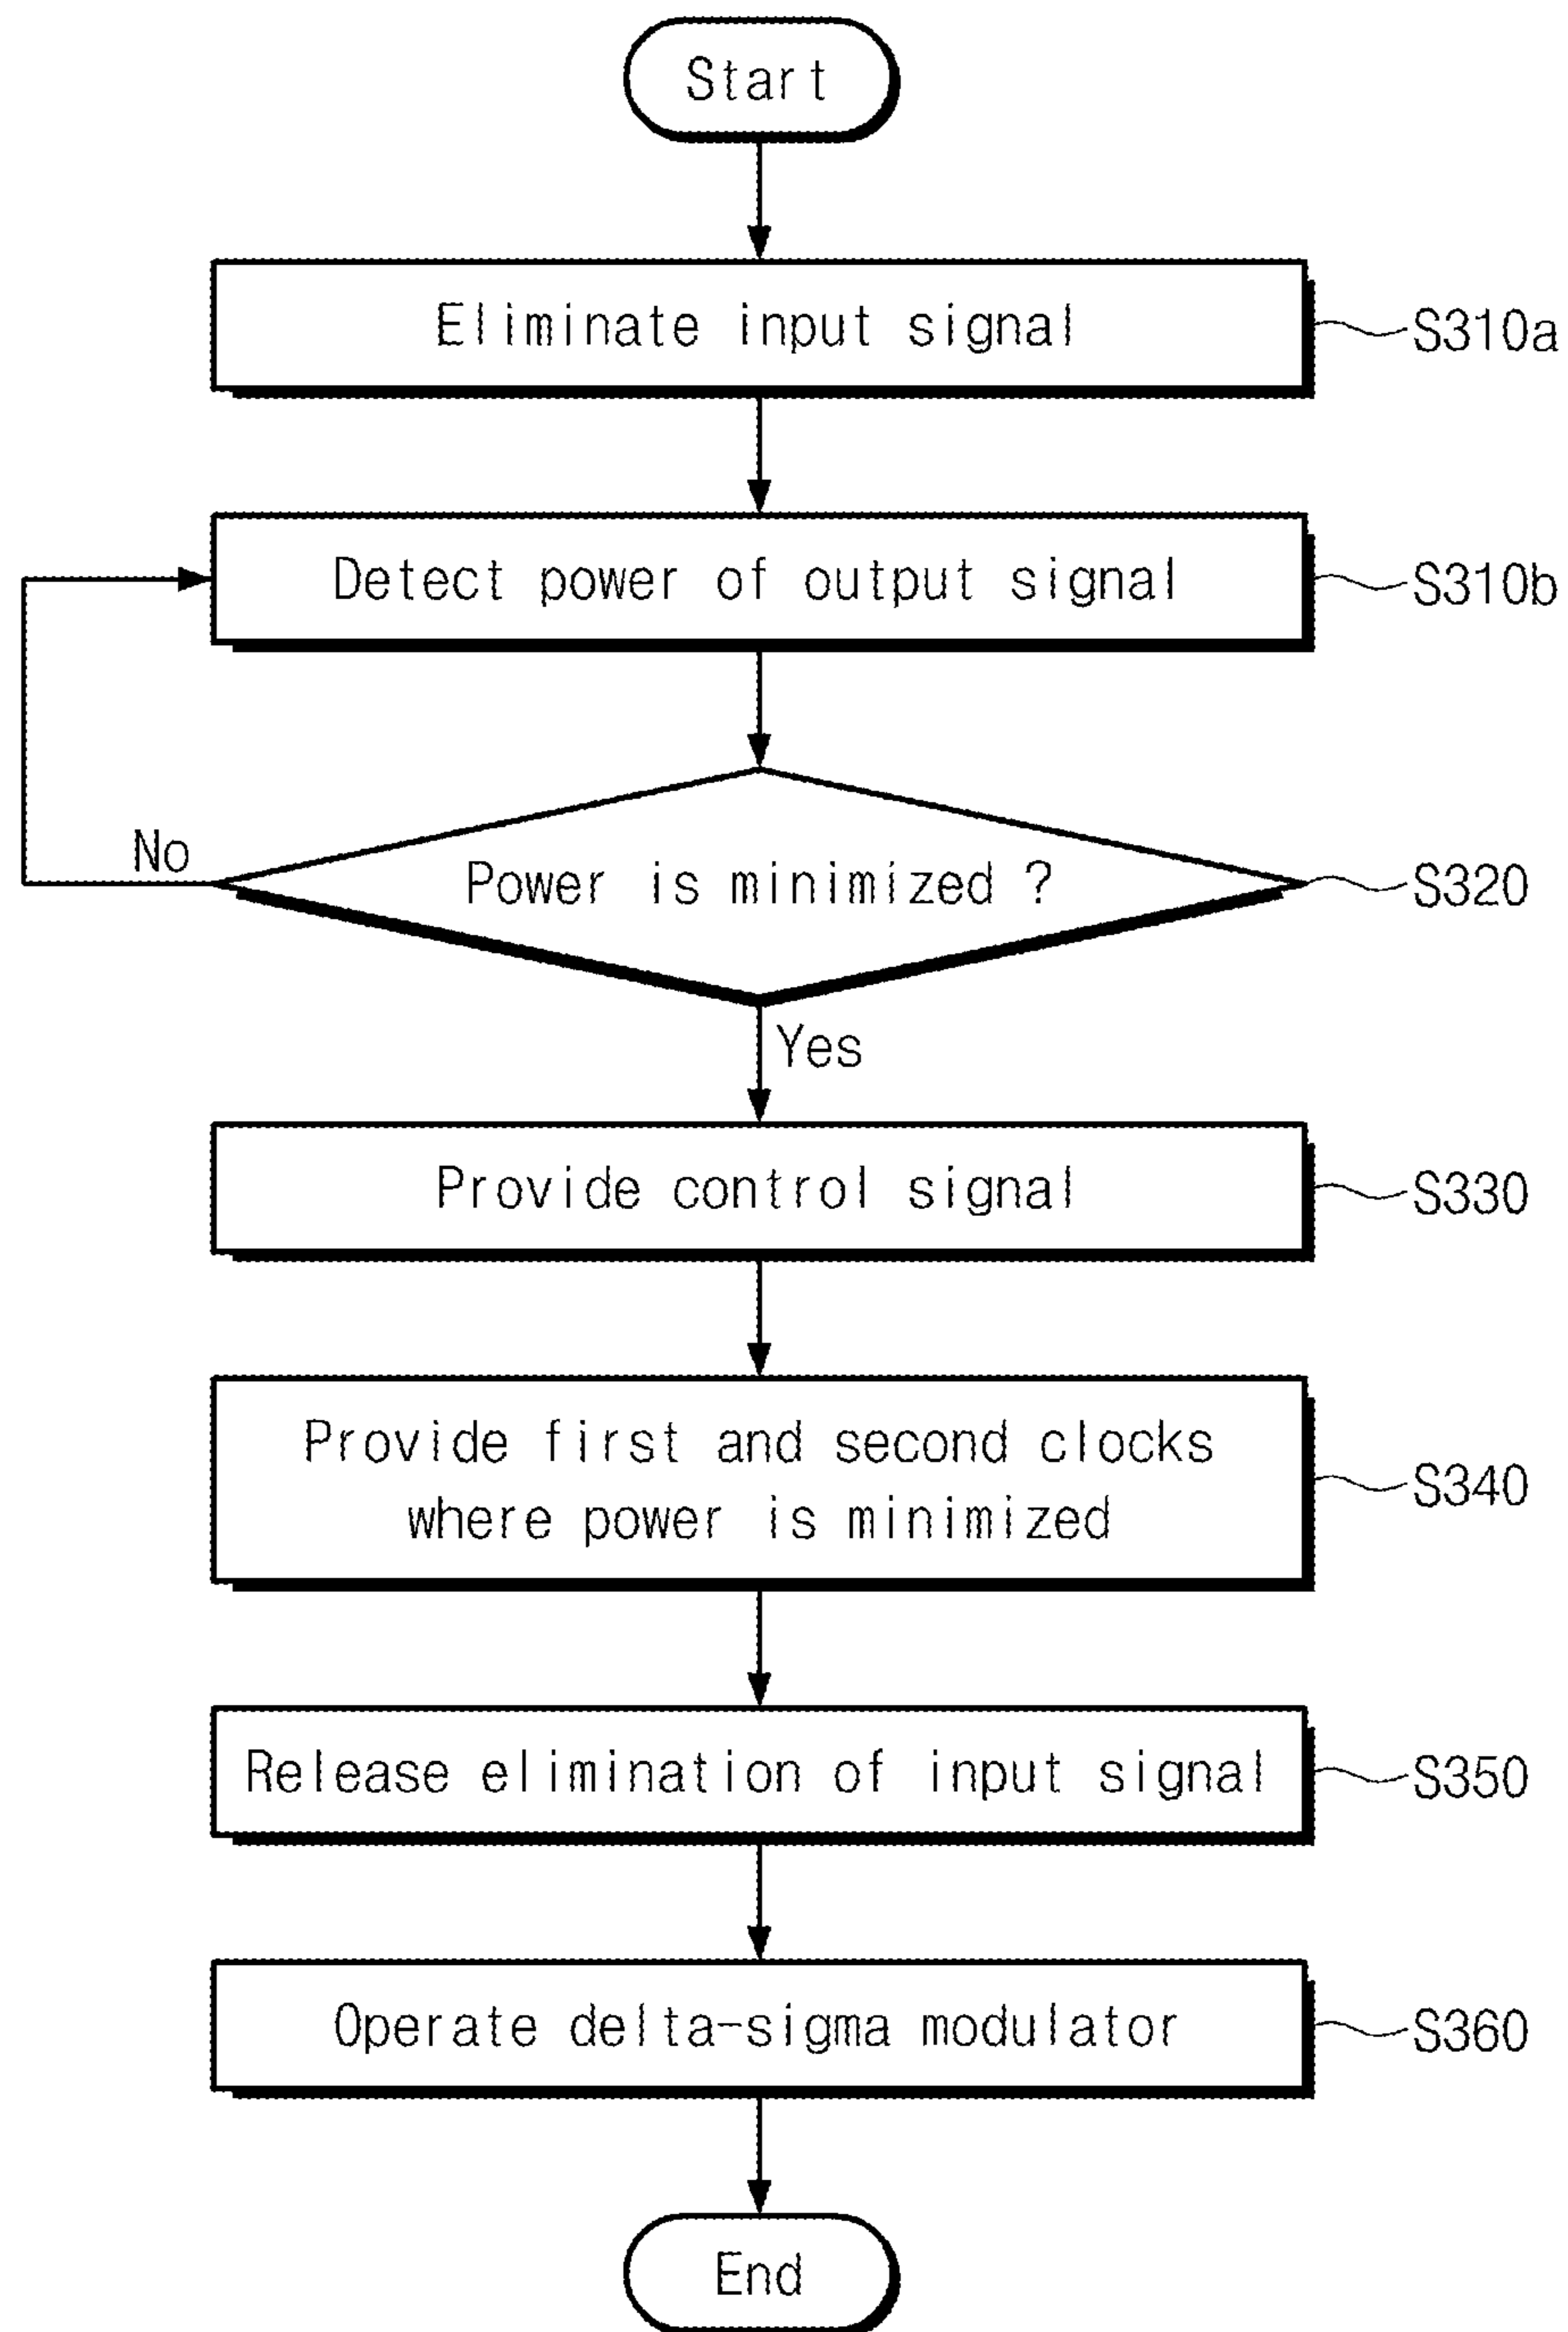 Start
Eliminate input signal
S310a
Detect power of output signal
S310b
No
Power is minimized ?
S320
Yes
Provide control signal
S330
Provide first and second clocks
where power is minimized
S340
Release elimination of input signal
S350
Operate delta-sigma modulator
S360
End